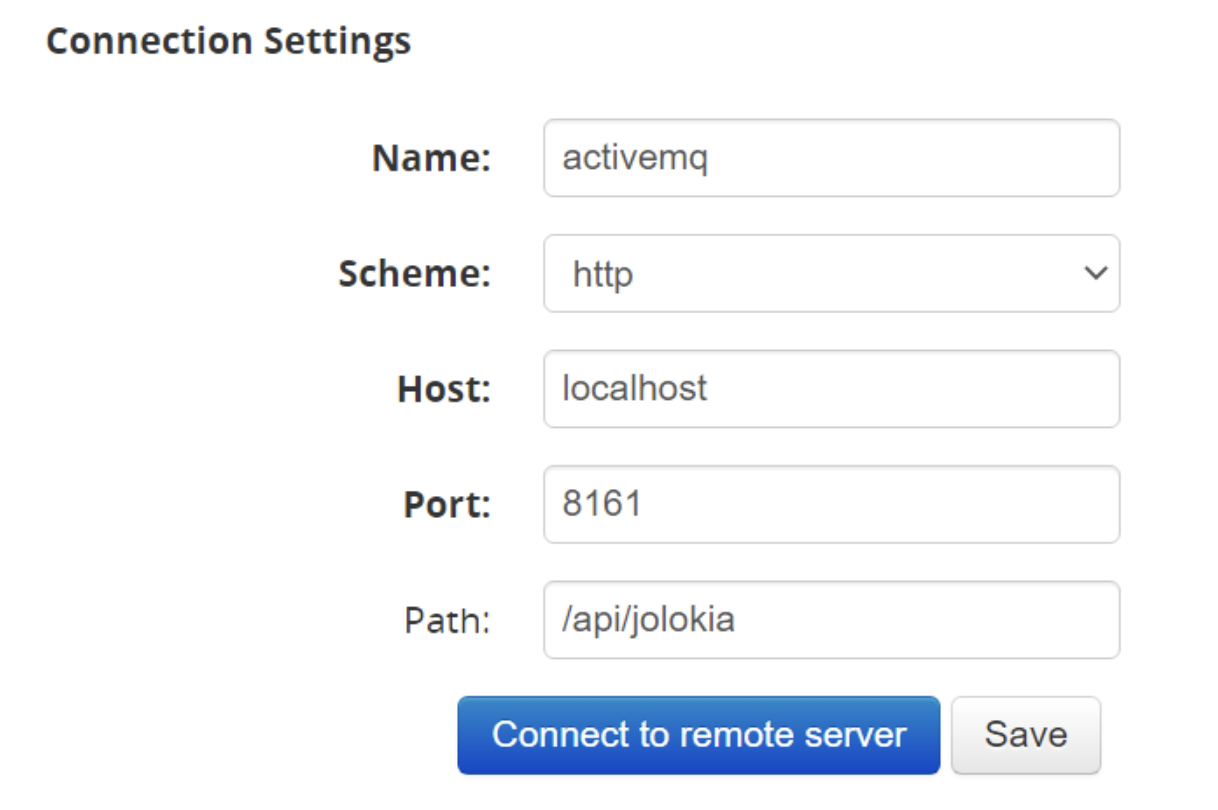 Connection Settings
Name: activemq
Scheme: http
Host: localhost
Port: 8161
Path: /api/jolokia
Connect to remote server Save